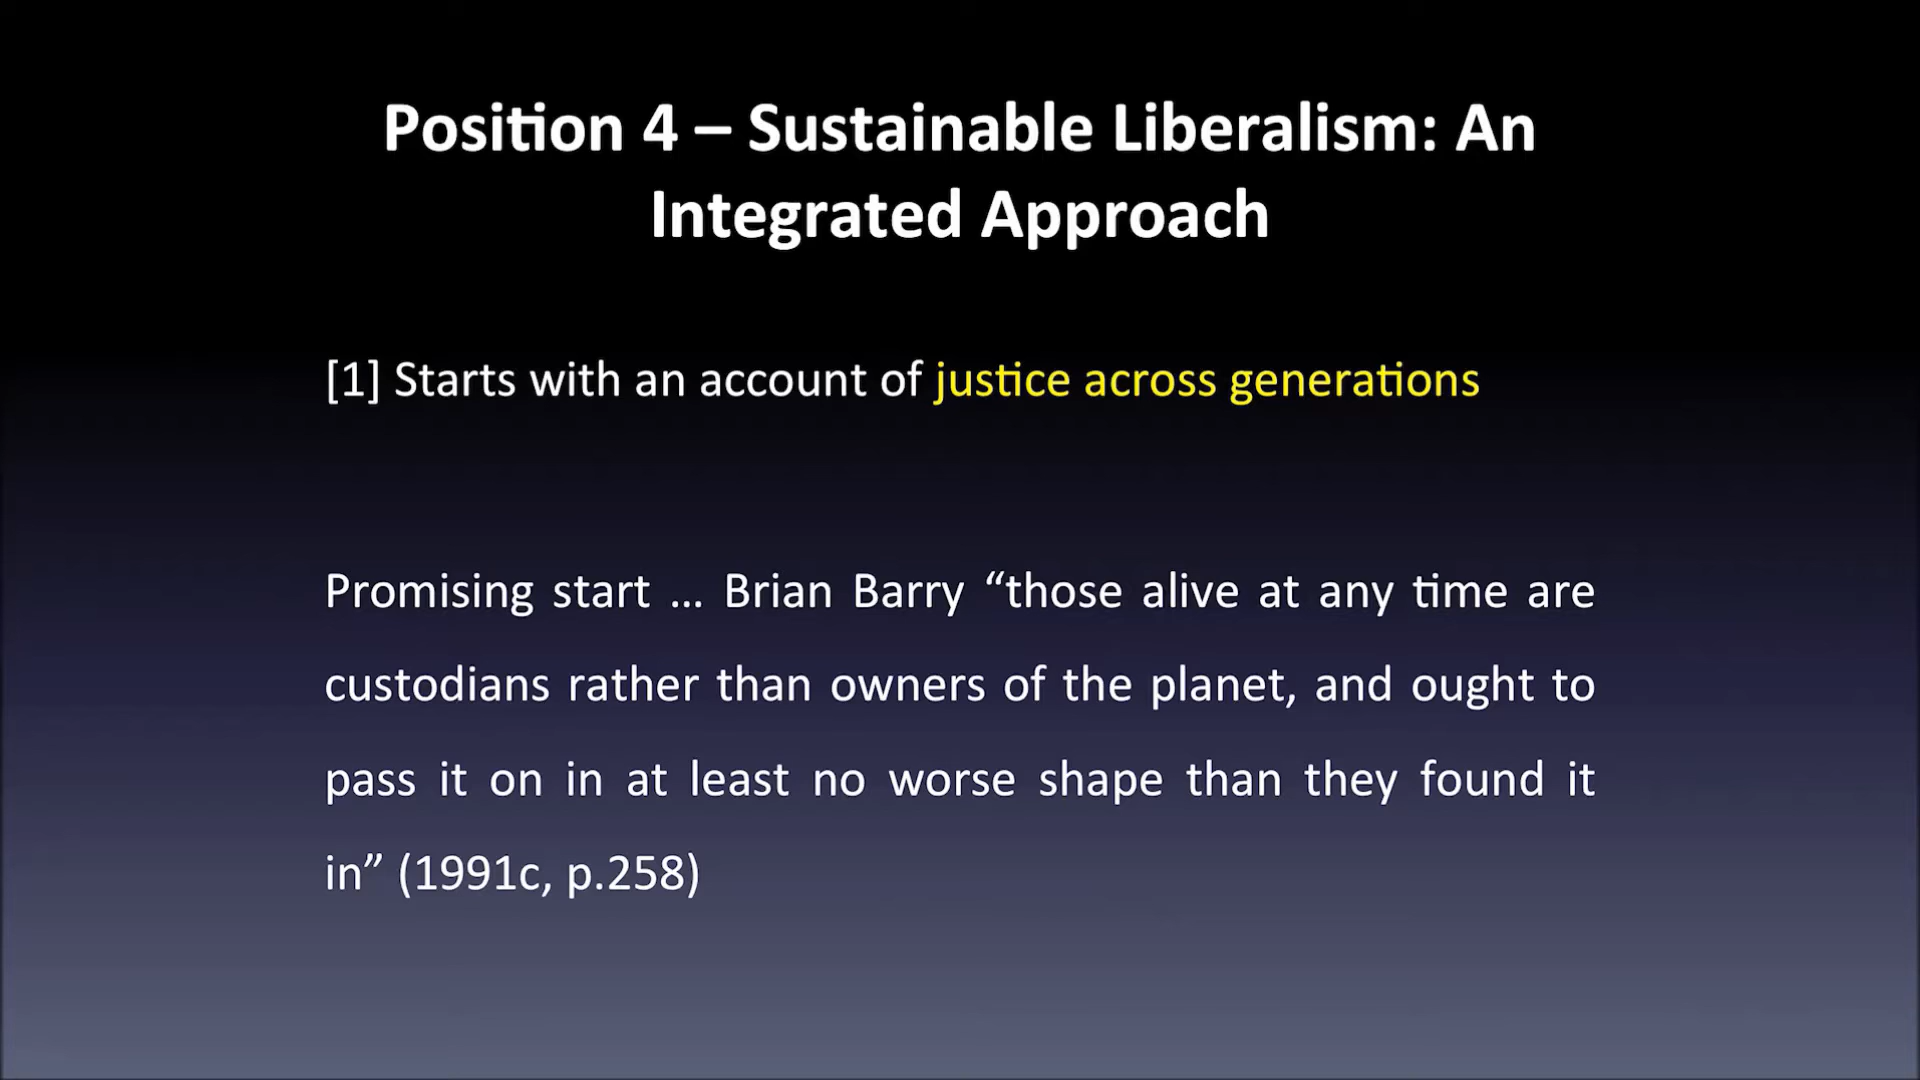 Position 4 – Sustainable Liberalism: An
Integrated Approach
[1] Starts with an account of justice across generations
Promising start ... Brian Barry “those alive at any time are
custodians rather than owners of the planet, and ought to
pass it on in at least no worse shape than they found it
in” (1991c, p.258)